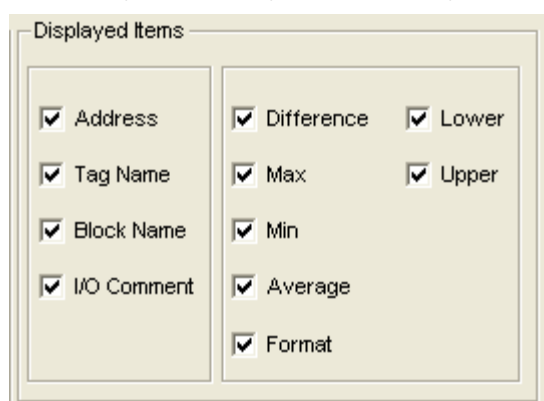 Displayed Items
Address
Tag Name
Block Name
I/O Comment
Difference
Max
Min
Average
Format
Lower
Upper